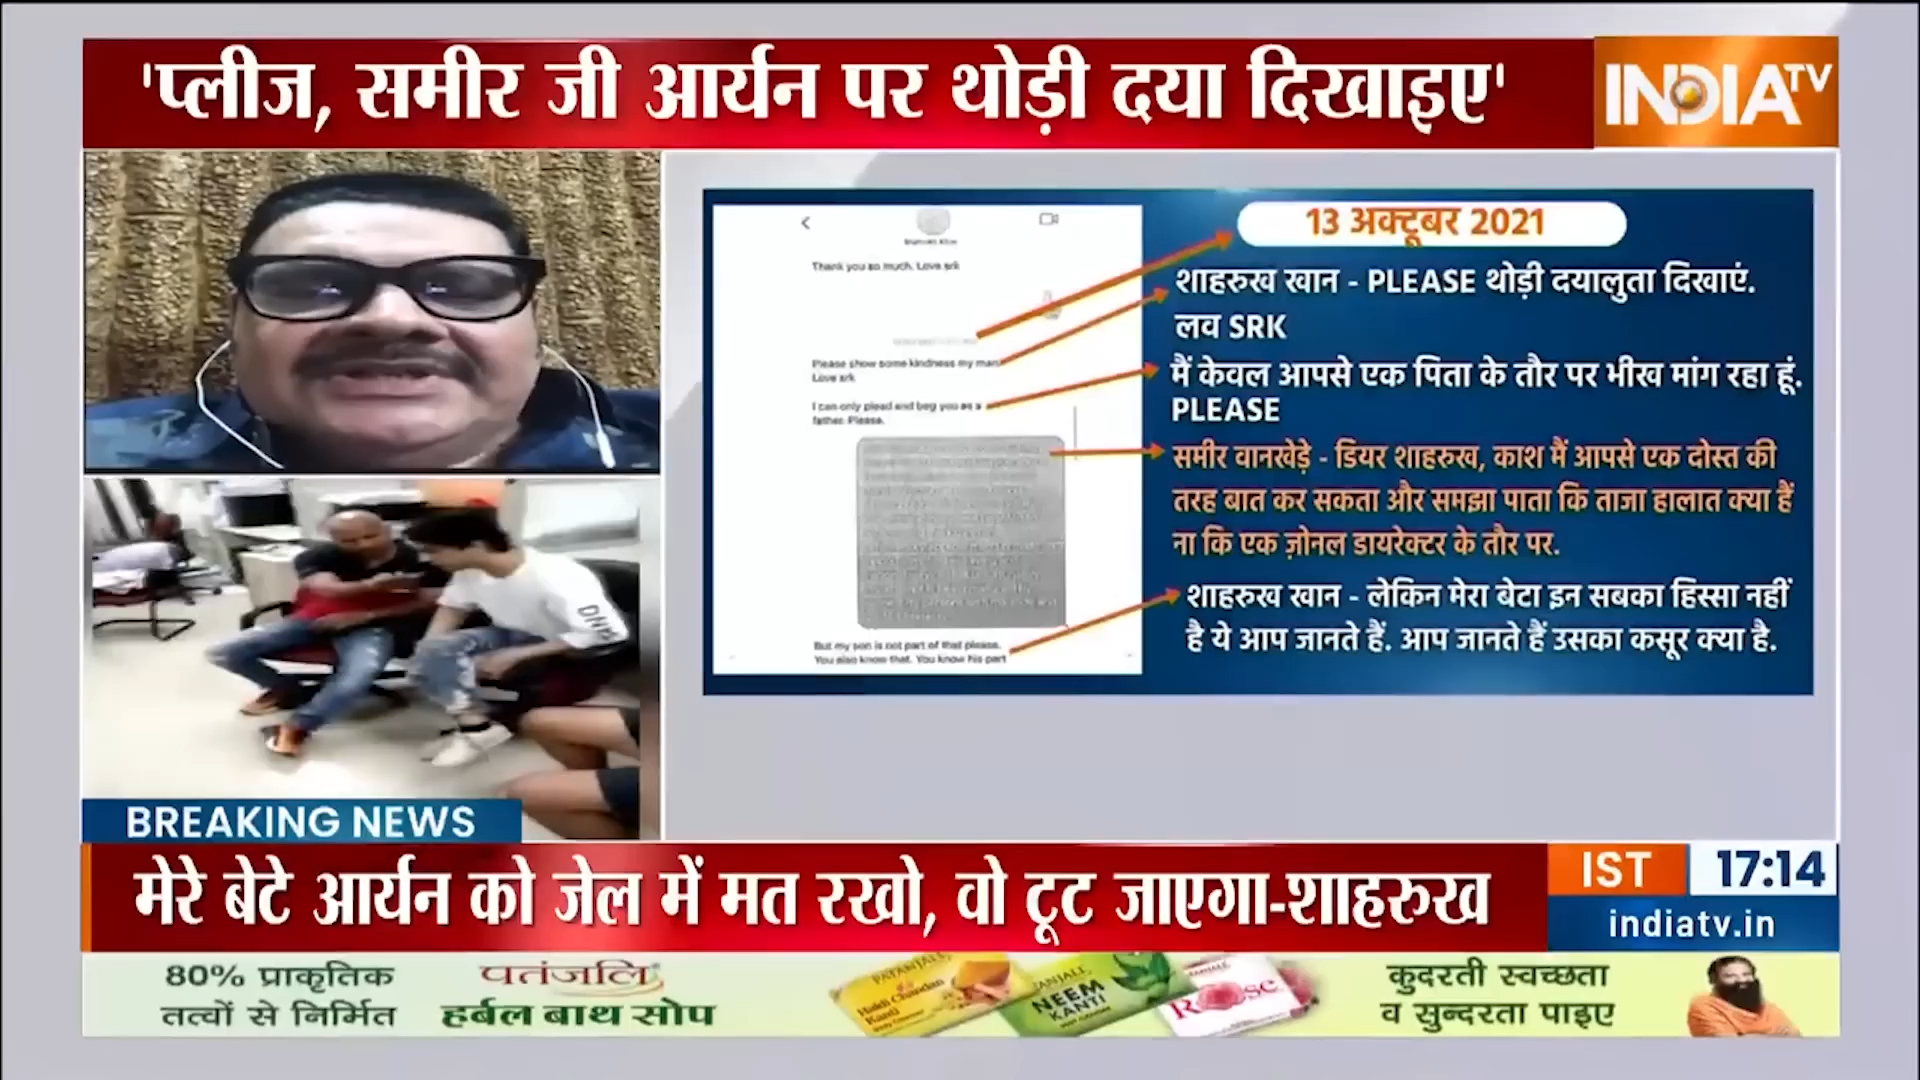 'प्लीज, समीर जी आर्यन पर थोड़ी दया दिखाइए'
INDIA TV
Thank you so much. Love srk
Please show some kindness my man
Love srk
I can only plead and beg you as a
father. Please.
But my son is not part of that please.
You also know that. You know his part
13 अक्टूबर 2021
शाहरुख खान - PLEASE थोड़ी दयालुता दिखाएं.
लव SRK
मैं केवल आपसे एक पिता के तौर पर भीख मांग रहा हूं.
PLEASE
समीर वानखेड़े - डियर शाहरुख, काश मैं आपसे एक दोस्त की
तरह बात कर सकता और समझा पाता कि ताजा हालात क्या हैं
ना कि एक ज़ोनल डायरेक्टर के तौर पर.
शाहरुख खान - लेकिन मेरा बेटा इन सबका हिस्सा नहीं
है ये आप जानते हैं. आप जानते हैं उसका कसूर क्या है.
BREAKING NEWS
मेरे बेटे आर्यन को जेल में मत रखो, वो टूट जाएगा-शाहरुख
IST 17:14
indiatv.in
80% प्राकृतिक
तत्वों से निर्मित
पतंजलि
हर्बल बाथ सोप
PATANJALI
Haldi Chandan
Kanti
NEEM
KANTI
Rose
कुदरती स्वच्छता
व सुन्दरता पाइए